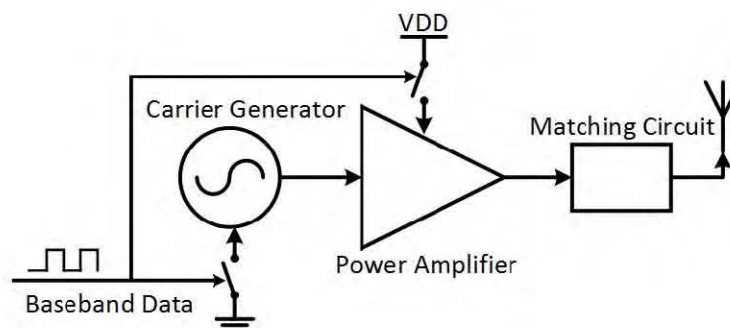 VDD
Carrier Generator
Matching Circuit
Power Amplifier
Baseband Data